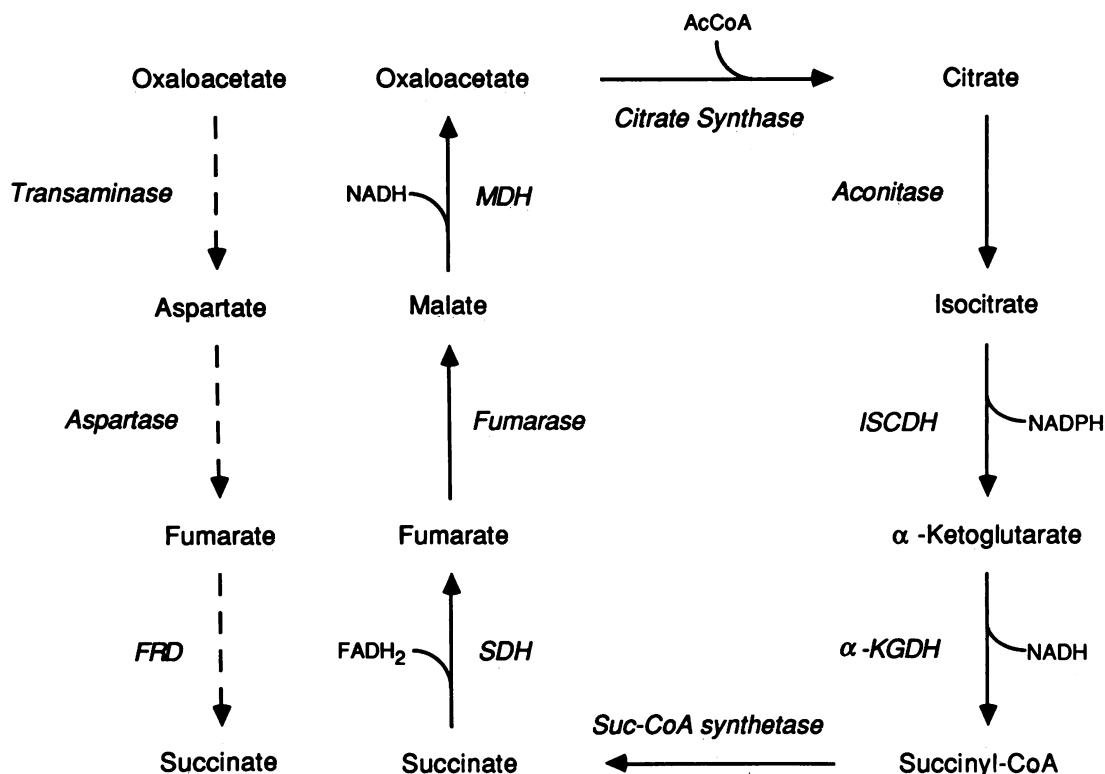 AcCoA
Oxaloacetate Oxaloacetate Citrate
Citrate Synthase
Transaminase NADH MDH Aconitase
Aspartate Malate Isocitrate
Aspartase Fumarase ISCDH NADPH
Fumarate Fumarate α -Ketoglutarate
FRD FADH₂ SDH α-KGDH NADH
Suc-CoA synthetase
Succinate Succinate Succinyl-CoA